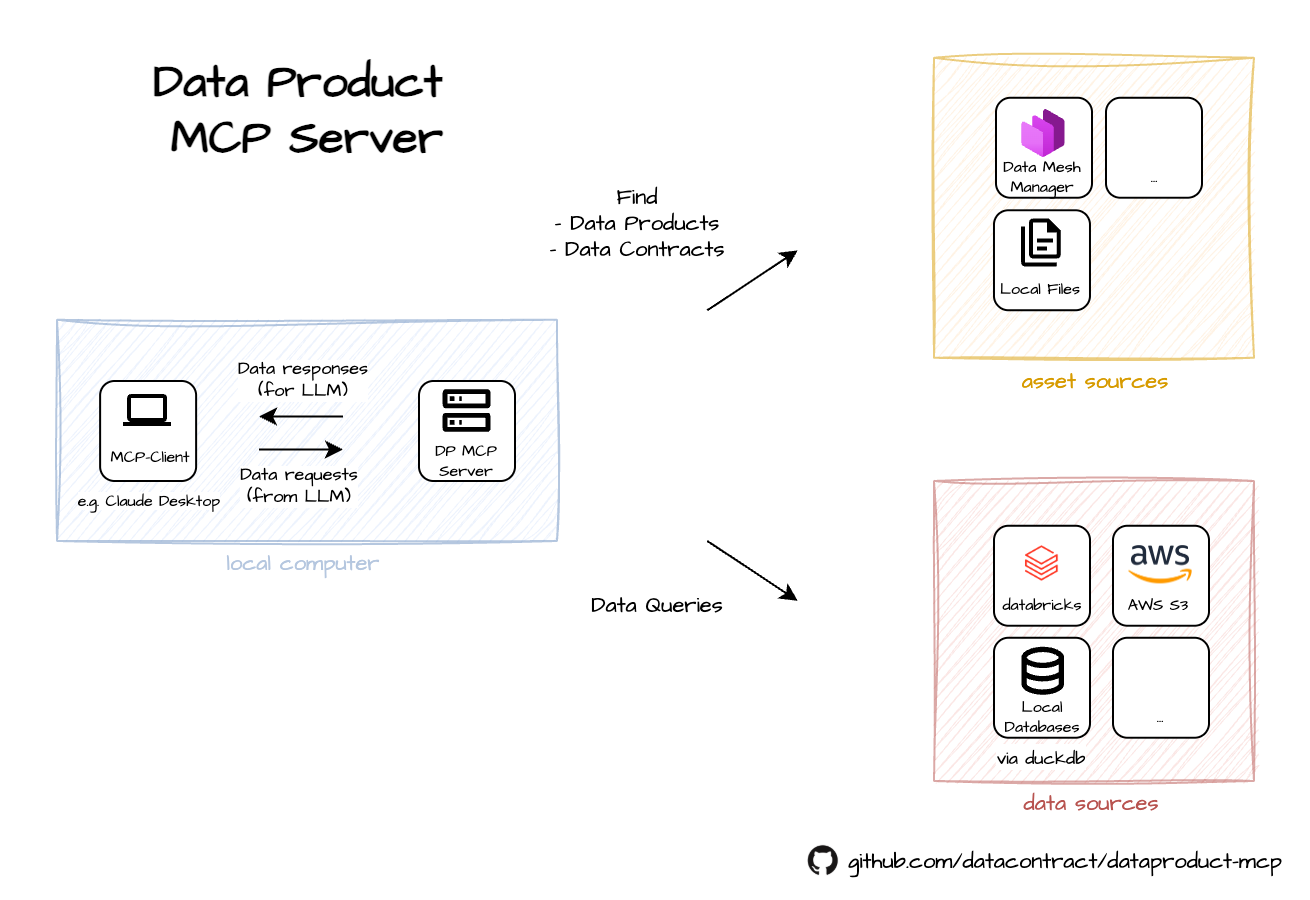 Data Product
MCP Server
Find
- Data Products
- Data Contracts
Data Mesh
Manager
...
Local Files
asset sources
Data responses
(for LLM)
MCP-Client
DP MCP
Server
Data requests
(from LLM)
e.g. Claude Desktop
local computer
Data Queries
databricks
aws
AWS S3
Local
Databases
...
via duckdb
data sources
github.com/datacontract/dataproduct-mcp